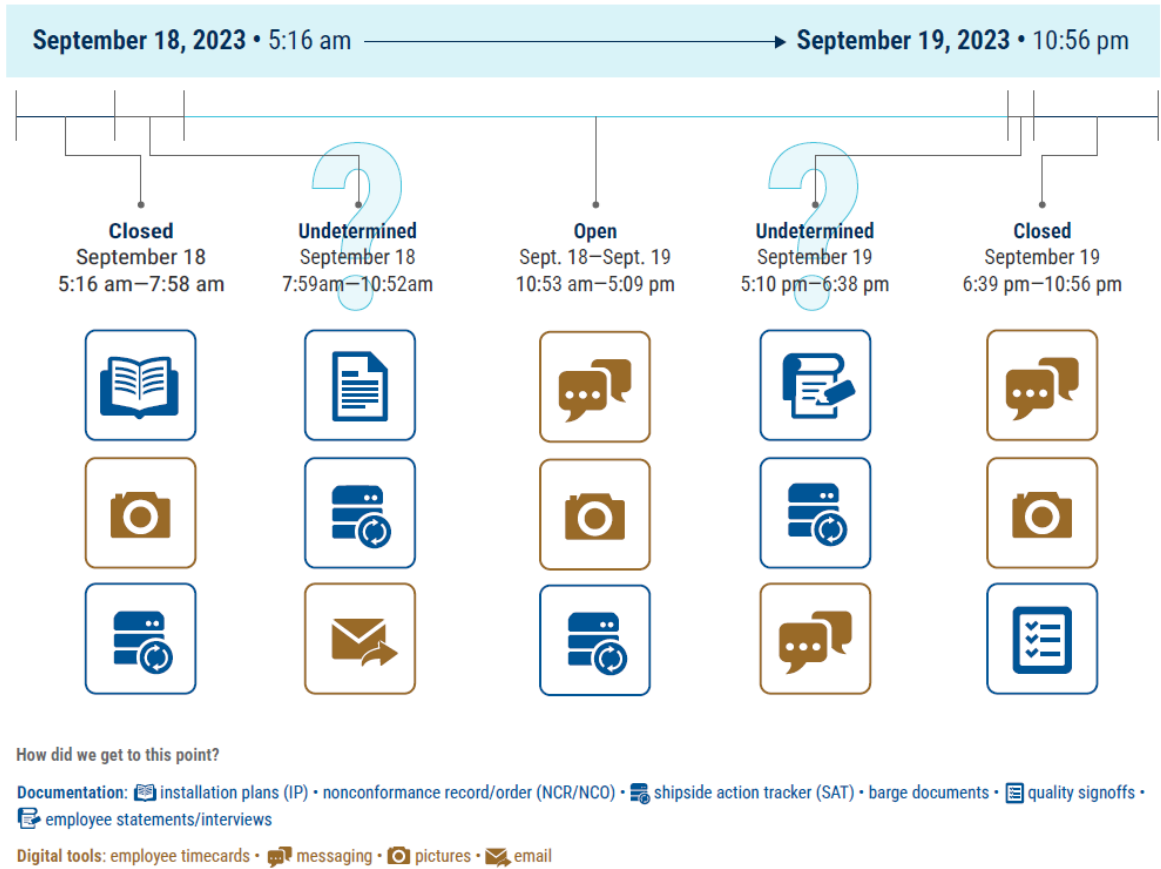 September 18, 2023 • 5:16 am September 19, 2023 • 10:56 pm
Closed
September 18
5:16 am—7:58 am
Undetermined
September 18
7:59am—10:52am
Open
Sept. 18—Sept. 19
10:53 am—5:09 pm
Undetermined
September 19
5:10 pm—6:38 pm
Closed
September 19
6:39 pm—10:56 pm
?
?
How did we get to this point?
Documentation: installation plans (IP) • nonconformance record/order (NCR/NCO) • shipside action tracker (SAT) • barge documents • quality signoffs •
employee statements/interviews
Digital tools: employee timecards • messaging • pictures • email